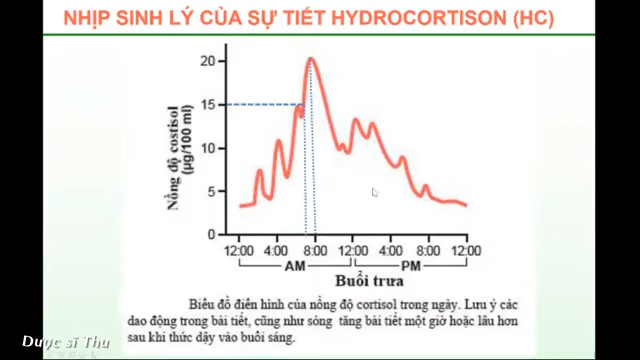 NHỊP SINH LÝ CỦA SỰ TIẾT HYDROCORTISON (HC)
Nồng độ costisol
(µg/100 ml)
20
15
10
5
0
12:00 4:00 8:00 12:00 4:00 8:00 12:00
AM PM
Buổi trưa
Biểu đồ điển hình của nồng độ cortisol trong ngày. Lưu ý các
dao động trong bài tiết, cũng như sóng tăng bài tiết một giờ hoặc lâu hơn
sau khi thức dậy vào buổi sáng.
Dược sĩ Thu